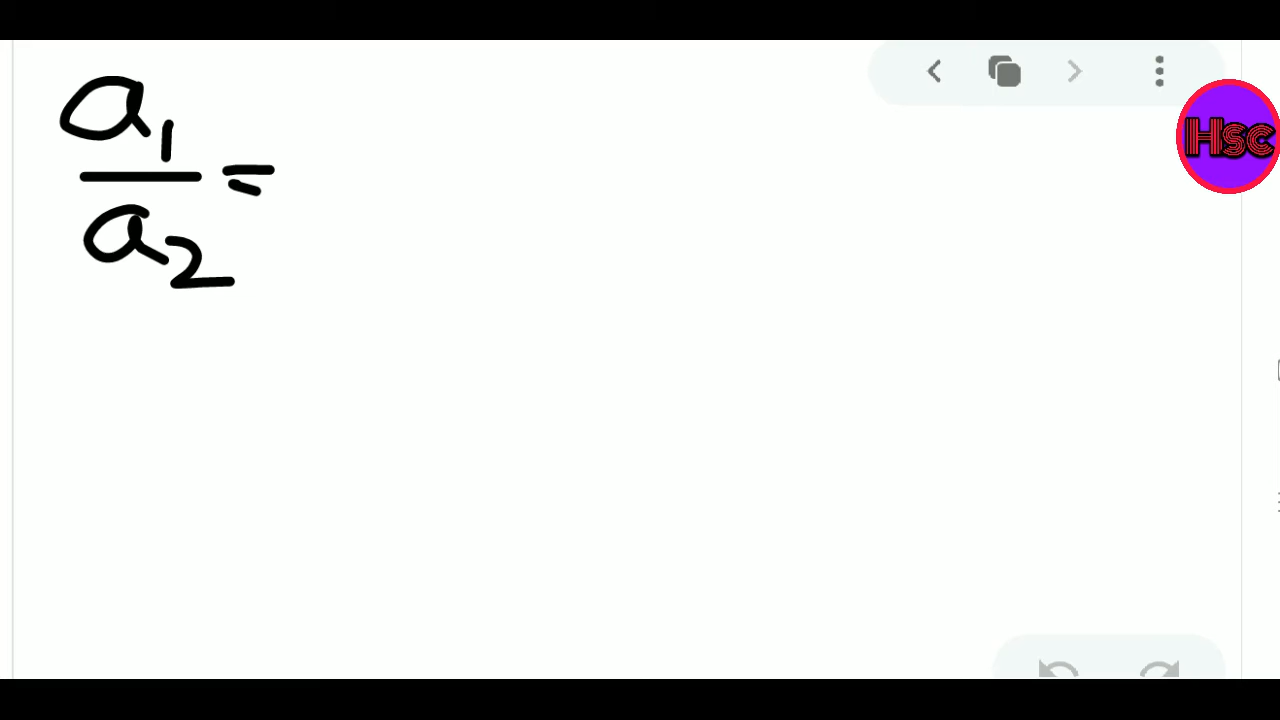 a₁/a₂ =
Hsc